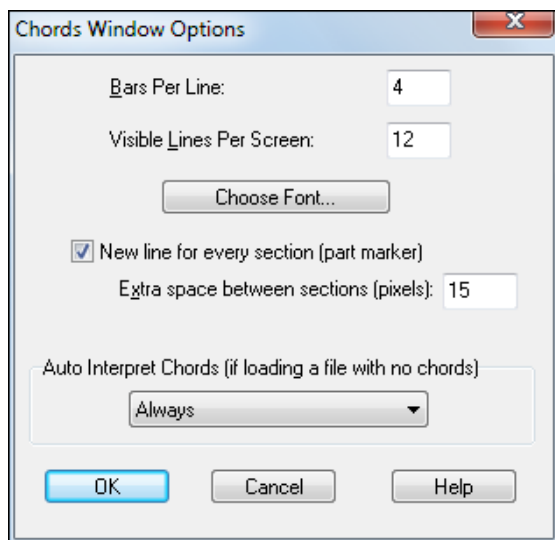 Chords Window Options
Bars Per Line: 4
Visible Lines Per Screen: 12
Choose Font...
New line for every section (part marker)
Extra space between sections (pixels): 15
Auto Interpret Chords (if loading a file with no chords)
Always
OK Cancel Help